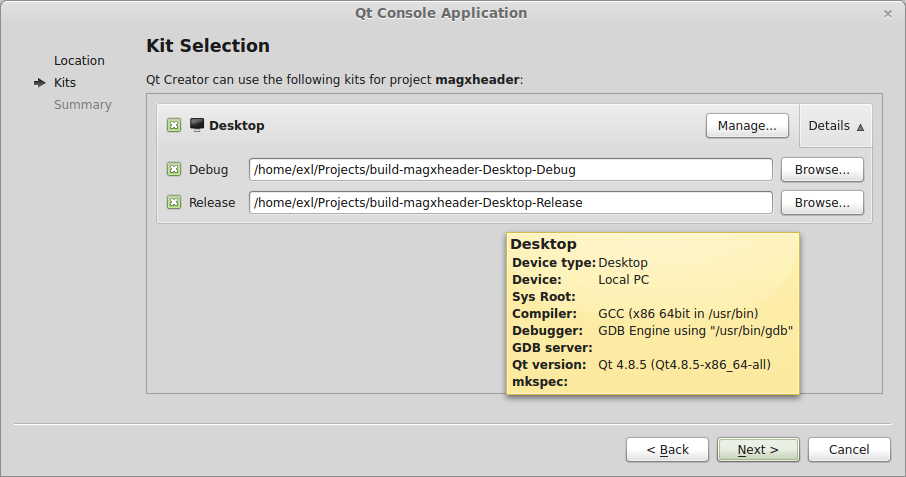 Qt Console Application
Location
Kits
Summary
Kit Selection
Qt Creator can use the following kits for project magxheader:
Desktop
Manage...
Details
Debug
/home/exl/Projects/build-magxheader-Desktop-Debug
Browse...
Release
/home/exl/Projects/build-magxheader-Desktop-Release
Browse...
Desktop
Device type: Desktop
Device: Local PC
Sys Root:
Compiler: GCC (x86 64bit in /usr/bin)
Debugger: GDB Engine using "/usr/bin/gdb"
GDB server:
Qt version: Qt 4.8.5 (Qt4.8.5-x86_64-all)
mkspec:
< Back
Next >
Cancel